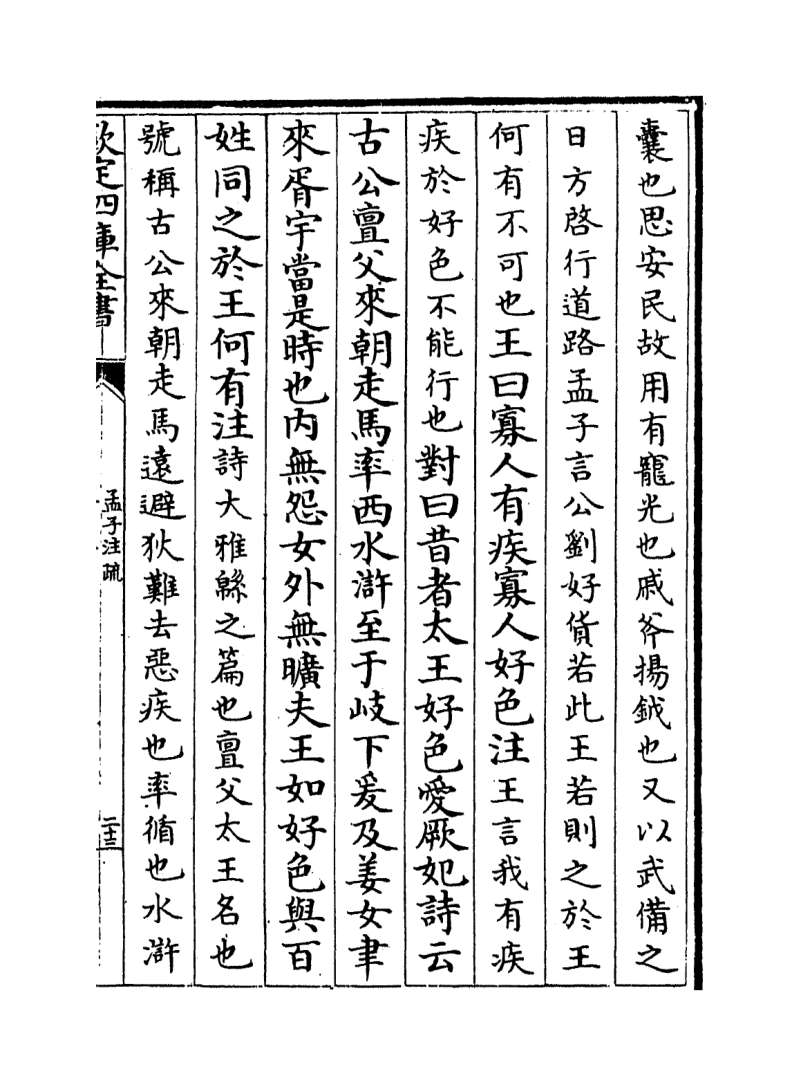 囊也思安民故用有寵光也戚斧揚鉞也又以武備之
日方啓行道路孟子言公劉好貨若此王若則之於王
何有不可也王曰寡人有疾寡人好色注王言我有疾
疾於好色不能行也對曰昔者太王好色愛厥妃詩云
古公亶父來朝走馬率西水滸至于岐下爰及姜女聿
來胥宇當是時也内無怨女外無曠夫王如好色與百
姓同之於王何有注詩大雅緜之篇也亶父太王名也
號稱古公來朝走馬遠避狄難去惡疾也率循也水滸
欽定四庫全書
孟子注疏
二十三